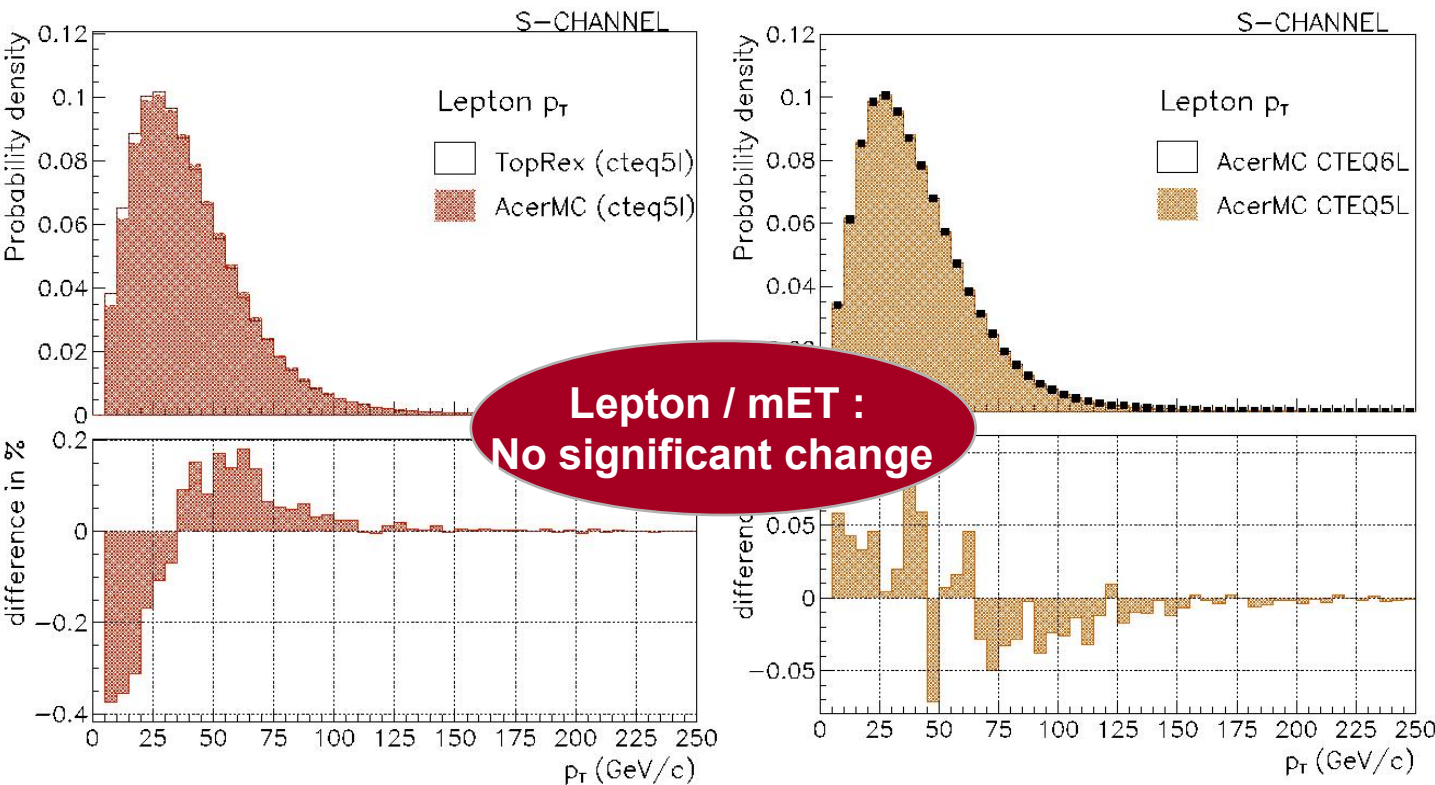 S-CHANNEL
Probability density
0.12
0.1
0.08
0.06
0.04
0.02
0
Lepton pT
TopRex (cteq5l)
AcerMC (cteq5l)
difference in %
0.2
0
-0.2
-0.4
0 25 50 75 100 125 150 175 200 225 250
pT (GeV/c)
S-CHANNEL
Probability density
0.12
0.1
0.08
0.06
0.04
Lepton pT
AcerMC CTEQ6L
AcerMC CTEQ5L
Lepton / mET :
No significant change
difference
0.05
0
-0.05
0 25 50 75 100 125 150 175 200 225 250
pT (GeV/c)